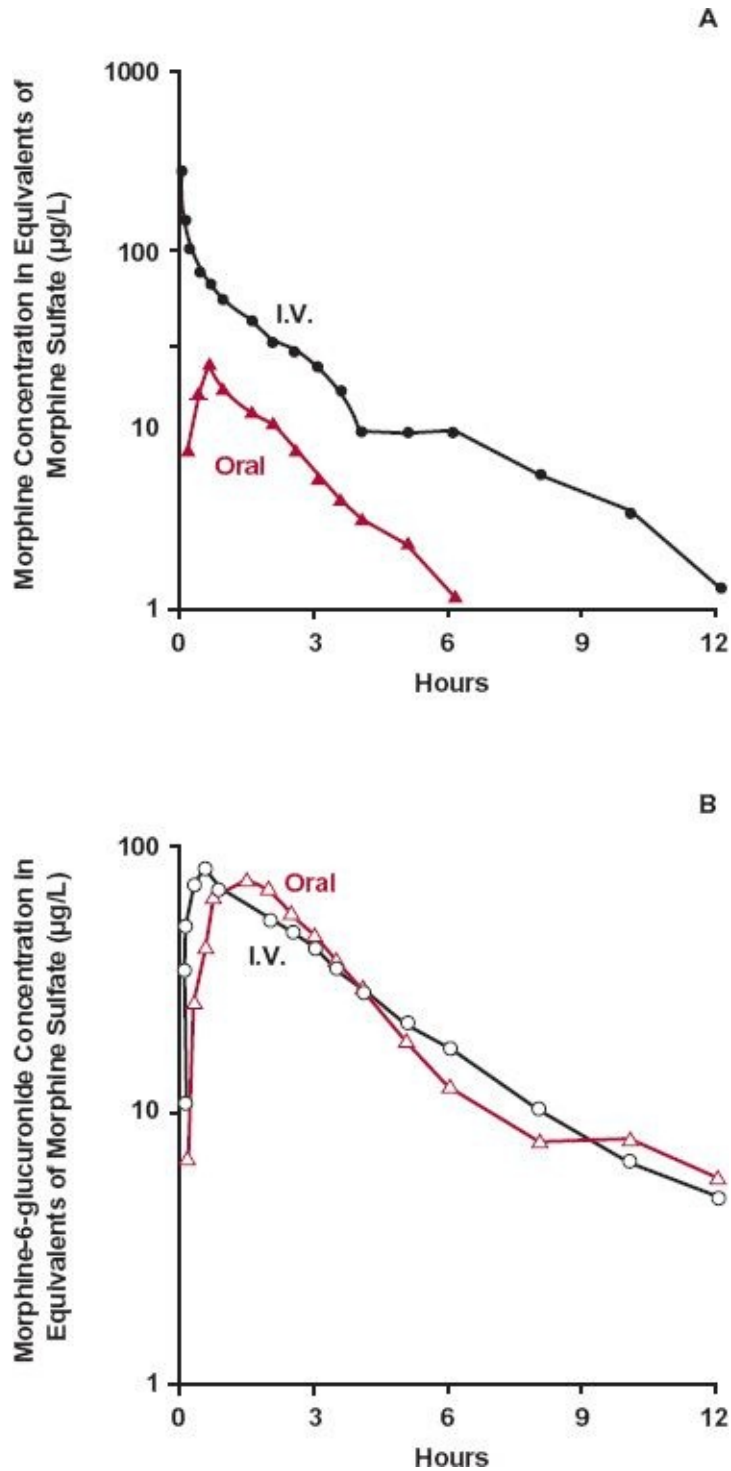 A
Morphine Concentration in Equivalents of
Morphine Sulfate (µg/L)
1000
100
10
1
I.V.
Oral
0 3 6 9 12
Hours
B
Morphine-6-glucuronide Concentration in
Equivalents of Morphine Sulfate (µg/L)
100
10
1
Oral
I.V.
0 3 6 9 12
Hours